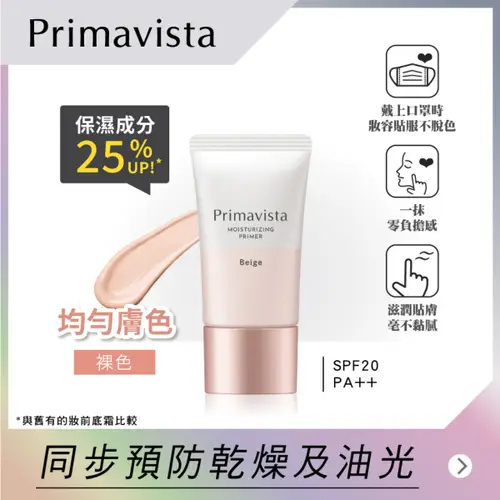 Primavista
保濕成分
25%
UP!*
戴上口罩時
妝容貼服不脫色
一抹
零負擔感
滋潤貼膚
毫不黏膩
Primavista
MOISTURIZING
PRIMER
Beige
均勻膚色
裸色
SPF20
PA++
*與舊有的妝前底霜比較
同步預防乾燥及油光